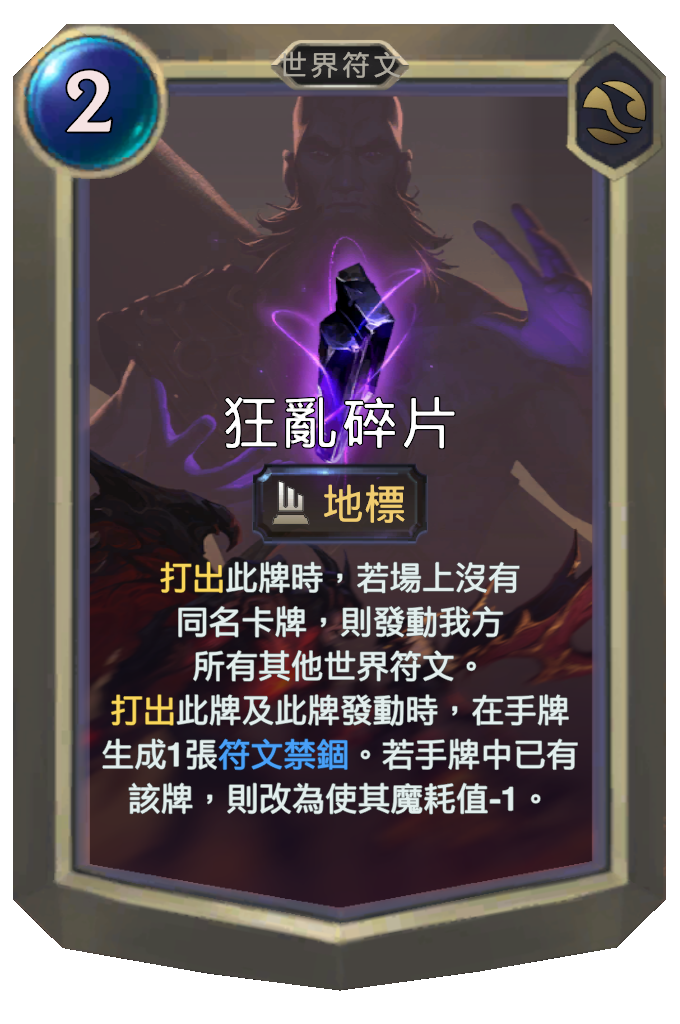 2
世界符文
狂亂碎片
地標
打出此牌時，若場上沒有
同名卡牌，則發動我方
所有其他世界符文。
打出此牌及此牌發動時，在手牌
生成1張符文禁錮。若手牌中已有
該牌，則改為使其魔耗值-1。